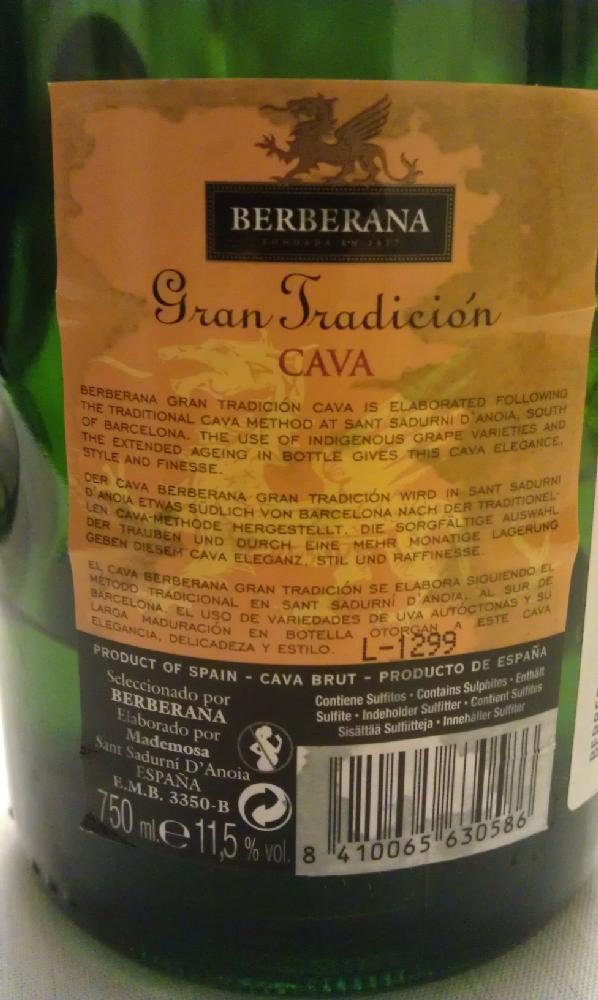 BERBERANA
FUNDADA EN 1877
Gran Tradición
CAVA
BERBERANA GRAN TRADICIÓN CAVA IS ELABORATED FOLLOWING
THE TRADITIONAL CAVA METHOD AT SANT SADURNI D'ANOIA, SOUTH
OF BARCELONA. THE USE OF INDIGENOUS GRAPE VARIETIES AND
THE EXTENDED AGEING IN BOTTLE GIVES THIS CAVA ELEGANCE,
STYLE AND FINESSE.
DER CAVA BERBERANA GRAN TRADICIÓN WIRD IN SANT SADURNI
D'ANOIA ETWAS SÜDLICH VON BARCELONA NACH DER TRADITIONEL-
LEN CAVA-METHODE HERGESTELLT. DIE SORGFÄLTIGE AUSWAHL
DER TRAUBEN UND DURCH EINE MEHR MONATIGE LAGERUNG
GEBEN DIESEM CAVA ELEGANZ, STIL UND RAFFINESSE.
EL CAVA BERBERANA GRAN TRADICIÓN SE ELABORA SIGUIENDO EL
MÉTODO TRADICIONAL EN SANT SADURNÍ D'ANOIA, AL SUR DE
BARCELONA. EL USO DE VARIEDADES DE UVA AUTÓCTONAS Y SU
LARGA MADURACIÓN EN BOTELLA OTORGAN A ESTE CAVA
ELEGANCIA, DELICADEZA Y ESTILO.
L-1299
PRODUCT OF SPAIN - CAVA BRUT - PRODUCTO DE ESPAÑA
Seleccionado por
BERBERANA
Elaborado por
Mademosa
Sant Sadurní D'Anoia
ESPAÑA
E.M.B. 3350-B
750 ml.e 11,5 % vol.
Contiene Sulfitos · Contains Sulphites · Enthält
Sulfite · Indeholder Sulfitter · Contient Sulfites
Sisältää Sulfiitteja · Innehåller Sulfiter
8 410065 630586